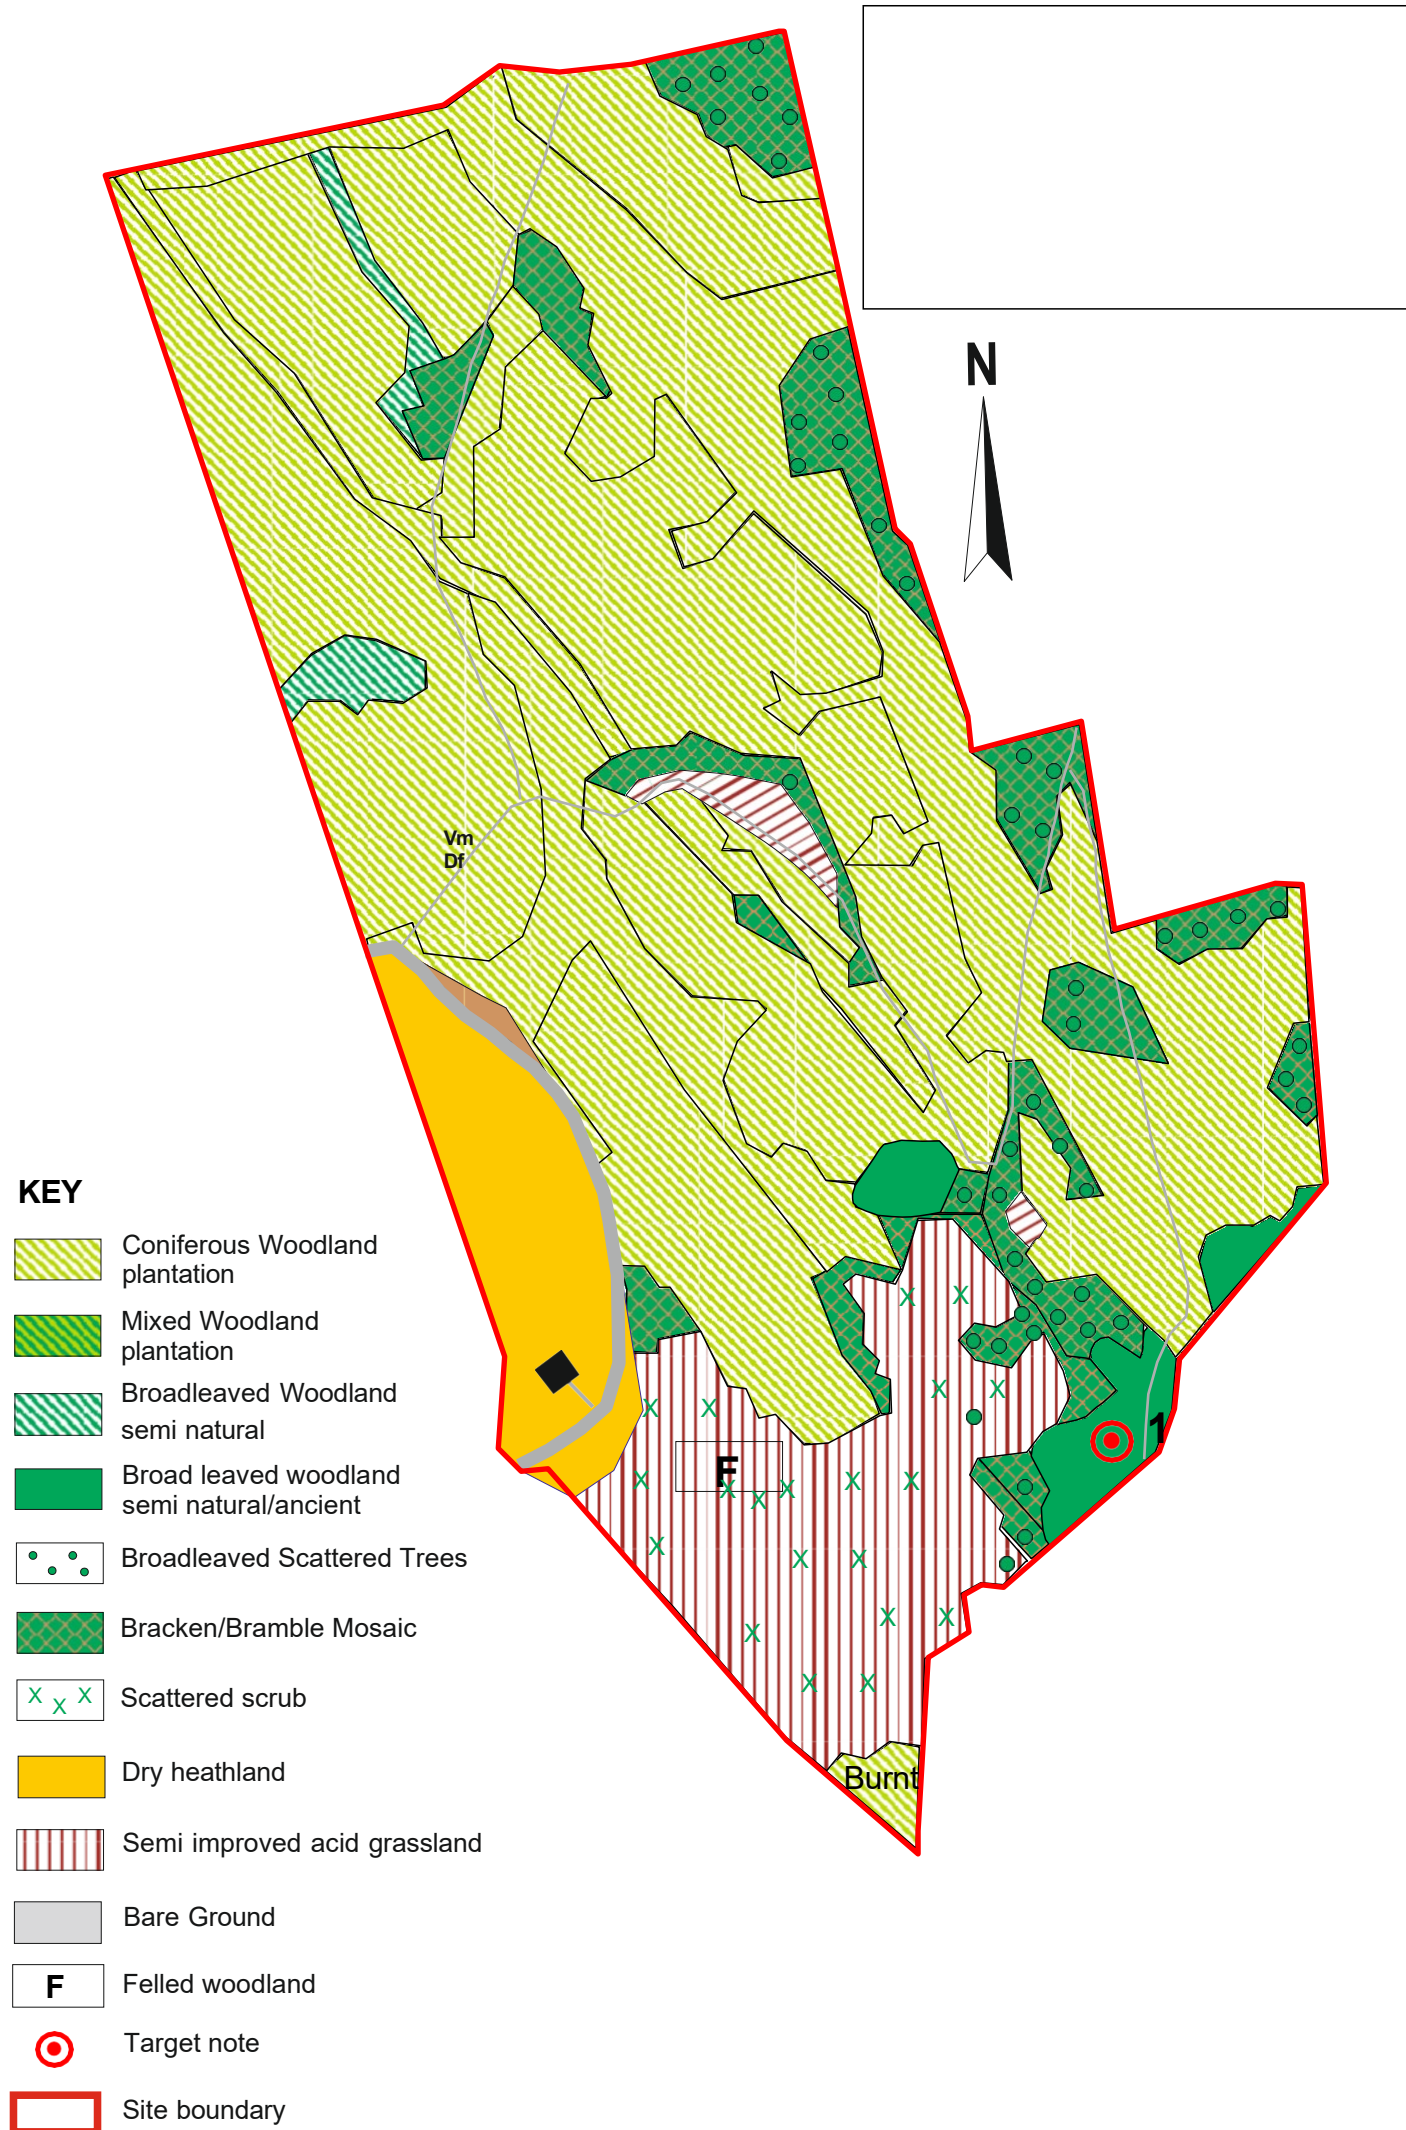 N
Vm
Df
1
F
Burnt
KEY
Coniferous Woodland
plantation
Mixed Woodland
plantation
Broadleaved Woodland
semi natural
Broad leaved woodland
semi natural/ancient
Broadleaved Scattered Trees
Bracken/Bramble Mosaic
X X X
Scattered scrub
Dry heathland
Semi improved acid grassland
Bare Ground
F Felled woodland
Target note
Site boundary